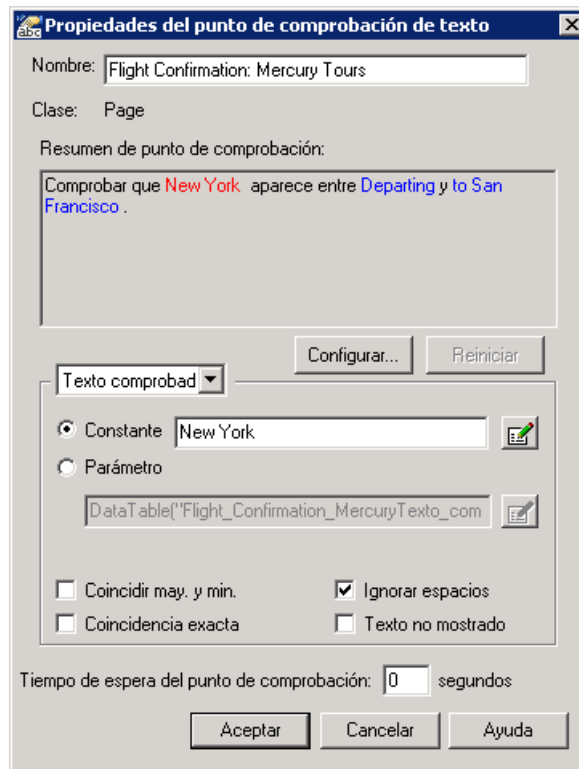 Propiedades del punto de comprobación de texto
Nombre: Flight Confirmation: Mercury Tours
Clase: Page
Resumen de punto de comprobación:
Comprobar que New York aparece entre Departing y to San
Francisco .
Configurar... Reiniciar
Texto comprobad
Constante New York
Parámetro
DataTable("Flight_Confirmation_MercuryTexto_com
Coincidir may. y min. Ignorar espacios
Coincidencia exacta Texto no mostrado
Tiempo de espera del punto de comprobación: 0 segundos
Aceptar Cancelar Ayuda